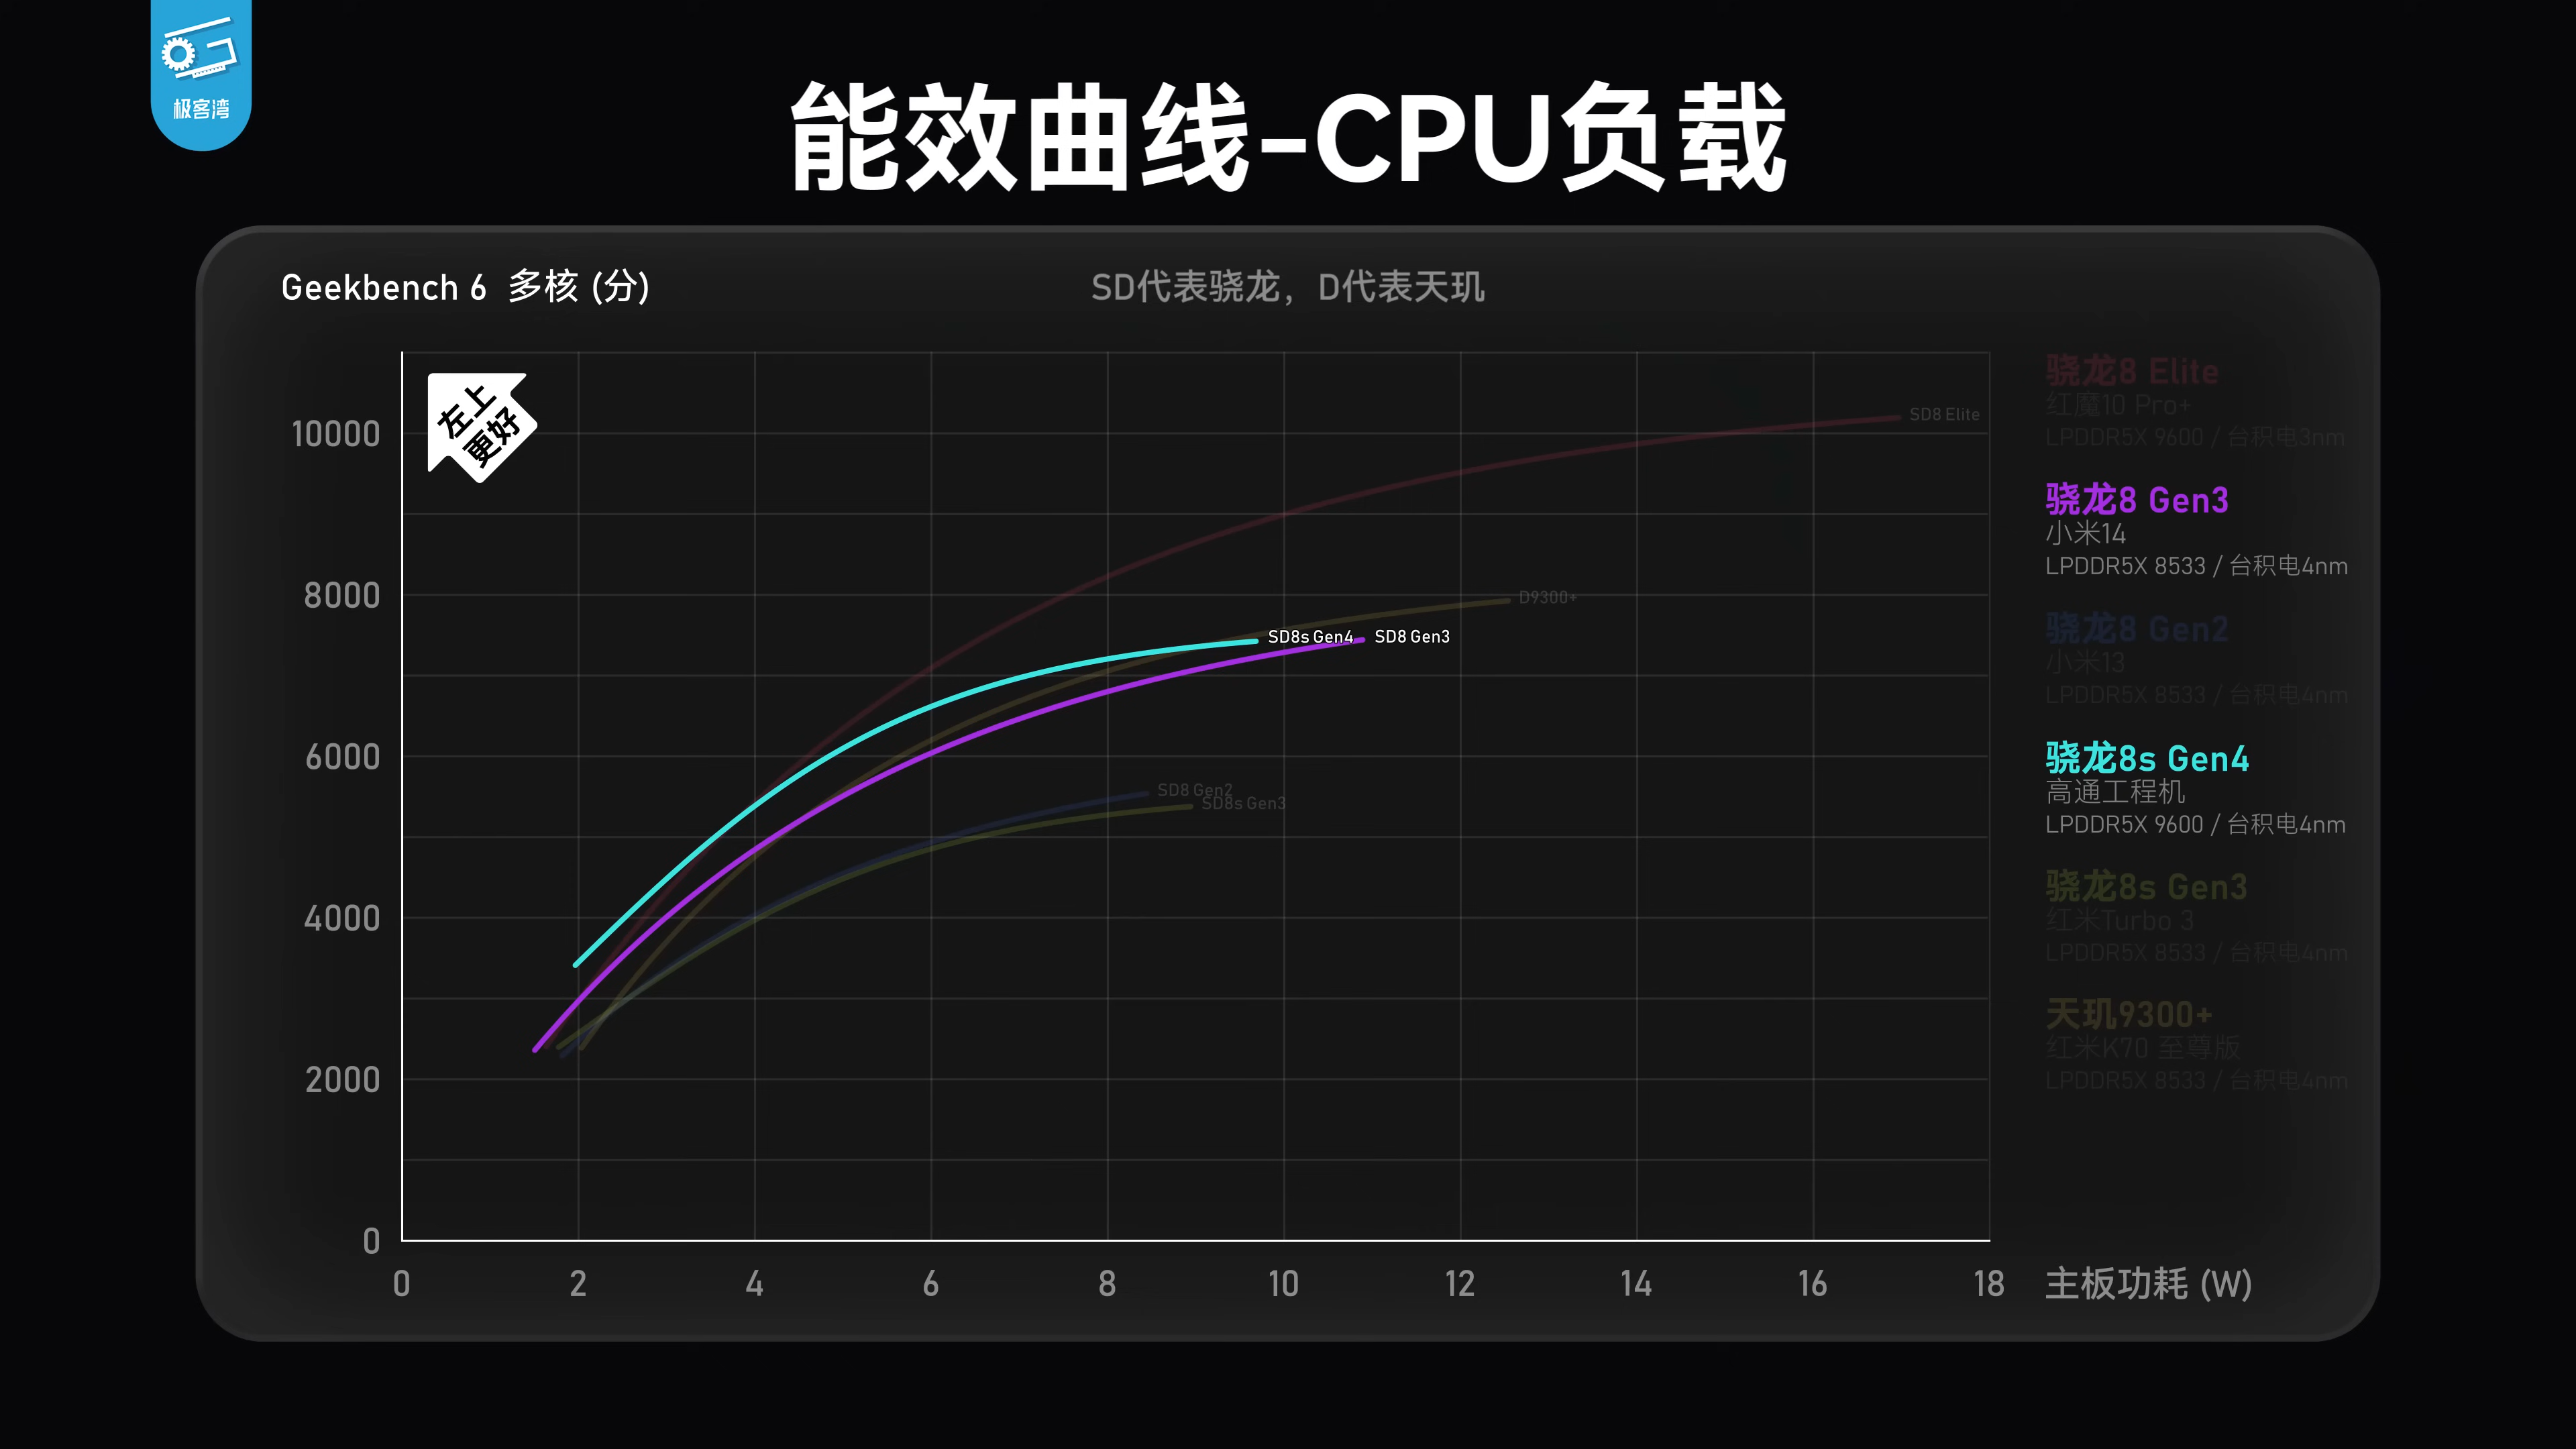 极客湾
能效曲线-CPU负载
Geekbench 6 多核 (分)
SD代表骁龙，D代表天玑
左上
更好
10000
8000
6000
4000
2000
0
0
2
4
6
8
10
12
14
16
18
主板功耗 (W)
SD8 Elite
D9300+
SD8s Gen4
SD8 Gen3
SD8 Gen2
SD8s Gen3
骁龙8 Elite
红魔10 Pro+
LPDDR5X 9600 / 台积电3nm
骁龙8 Gen3
小米14
LPDDR5X 8533 / 台积电4nm
骁龙8 Gen2
小米13
LPDDR5X 8533 / 台积电4nm
骁龙8s Gen4
高通工程机
LPDDR5X 9600 / 台积电4nm
骁龙8s Gen3
红米Turbo 3
LPDDR5X 8533 / 台积电4nm
天玑9300+
红米K70 至尊版
LPDDR5X 8533 / 台积电4nm